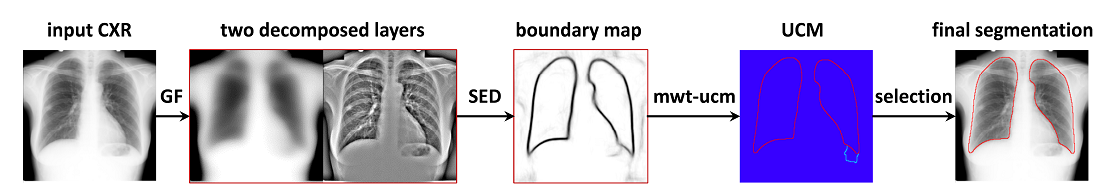 input CXR
two decomposed layers
boundary map
UCM
final segmentation
GF
SED
mwt-ucm
selection